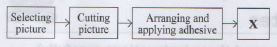 Selecting
picture
Cutting
picture
Arranging and
applying adhesive
X